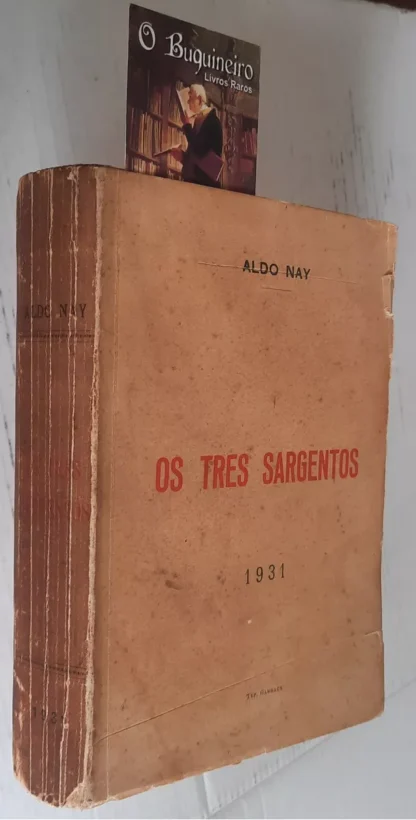 O Buquineiro
Livros Raros
ALDO NAY
ALDO NAY
OS TRES SARGENTOS
1931